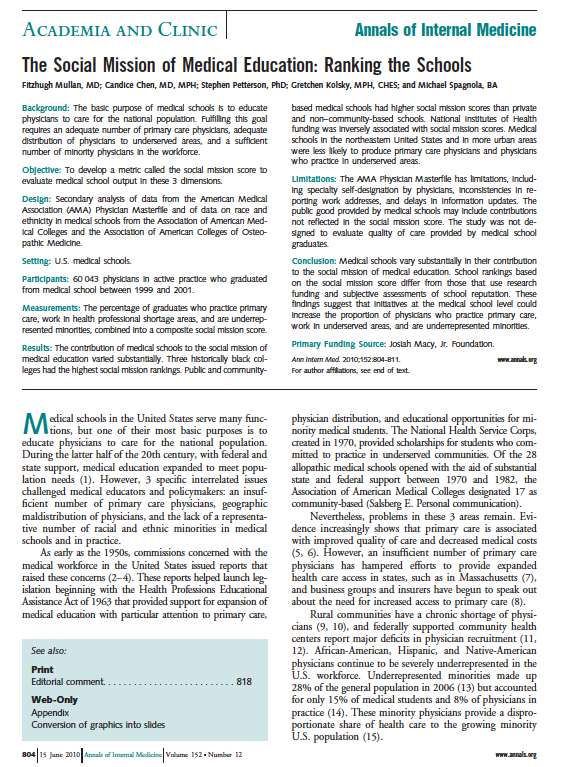 ACADEMIA AND CLINIC
Annals of Internal Medicine
The Social Mission of Medical Education: Ranking the Schools
Fitzhugh Mullan, MD; Candice Chen, MD, MPH; Stephen Petterson, PhD; Gretchen Kolsky, MPH, CHES; and Michael Spagnola, BA
Background: The basic purpose of medical schools is to educate
physicians to care for the national population. Fulfilling this goal
requires an adequate number of primary care physicians, adequate
distribution of physicians to underserved areas, and a sufficient
number of minority physicians in the workforce.
Objective: To develop a metric called the social mission score to
evaluate medical school output in these 3 dimensions.
Design: Secondary analysis of data from the American Medical
Association (AMA) Physician Masterfile and of data on race and
ethnicity in medical schools from the Association of American Med-
ical Colleges and the Association of American Colleges of Osteo-
pathic Medicine.
Setting: U.S. medical schools.
Participants: 60 043 physicians in active practice who graduated
from medical school between 1999 and 2001.
Measurements: The percentage of graduates who practice primary
care, work in health professional shortage areas, and are underrep-
resented minorities, combined into a composite social mission score.
Results: The contribution of medical schools to the social mission of
medical education varied substantially. Three historically black col-
leges had the highest social mission rankings. Public and community-
based medical schools had higher social mission scores than private
and non–community-based schools. National Institutes of Health
funding was inversely associated with social mission scores. Medical
schools in the northeastern United States and in more urban areas
were less likely to produce primary care physicians and physicians
who practice in underserved areas.
Limitations: The AMA Physician Masterfile has limitations, includ-
ing specialty self-designation by physicians, inconsistencies in re-
porting work addresses, and delays in information updates. The
public good provided by medical schools may include contributions
not reflected in the social mission score. The study was not de-
signed to evaluate quality of care provided by medical school
graduates.
Conclusion: Medical schools vary substantially in their contribution
to the social mission of medical education. School rankings based
on the social mission score differ from those that use research
funding and subjective assessments of school reputation. These
findings suggest that initiatives at the medical school level could
increase the proportion of physicians who practice primary care,
work in underserved areas, and are underrepresented minorities.
Primary Funding Source: Josiah Macy, Jr. Foundation.
Ann Intern Med. 2010;152:804-811.
www.annals.org
For author affiliations, see end of text.
Medical schools in the United States serve many func-
tions, but one of their most basic purposes is to
educate physicians to care for the national population.
During the latter half of the 20th century, with federal and
state support, medical education expanded to meet popu-
lation needs (1). However, 3 specific interrelated issues
challenged medical educators and policymakers: an insuf-
ficient number of primary care physicians, geographic
maldistribution of physicians, and the lack of a representa-
tive number of racial and ethnic minorities in medical
schools and in practice.
As early as the 1950s, commissions concerned with the
medical workforce in the United States issued reports that
raised these concerns (2–4). These reports helped launch leg-
islation beginning with the Health Professions Educational
Assistance Act of 1963 that provided support for expansion of
medical education with particular attention to primary care,
See also:
Print
Editorial comment. . . . . . . . . . . . . . . . . . . . . . . . . . 818
Web-Only
Appendix
Conversion of graphics into slides
physician distribution, and educational opportunities for mi-
nority medical students. The National Health Service Corps,
created in 1970, provided scholarships for students who com-
mitted to practice in underserved communities. Of the 28
allopathic medical schools opened with the aid of substantial
state and federal support between 1970 and 1982, the
Association of American Medical Colleges designated 17 as
community-based (Salsberg E. Personal communication).
Nevertheless, problems in these 3 areas remain. Evi-
dence increasingly shows that primary care is associated
with improved quality of care and decreased medical costs
(5, 6). However, an insufficient number of primary care
physicians has hampered efforts to provide expanded
health care access in states, such as in Massachusetts (7),
and business groups and insurers have begun to speak out
about the need for increased access to primary care (8).
Rural communities have a chronic shortage of physi-
cians (9, 10), and federally supported community health
centers report major deficits in physician recruitment (11,
12). African-American, Hispanic, and Native-American
physicians continue to be severely underrepresented in the
U.S. workforce. Underrepresented minorities made up
28% of the general population in 2006 (13) but accounted
for only 15% of medical students and 8% of physicians in
practice (14). These minority physicians provide a dispro-
portionate share of health care to the growing minority
U.S. population (15).
804 15 June 2010 Annals of Internal Medicine Volume 152 • Number 12
www.annals.org